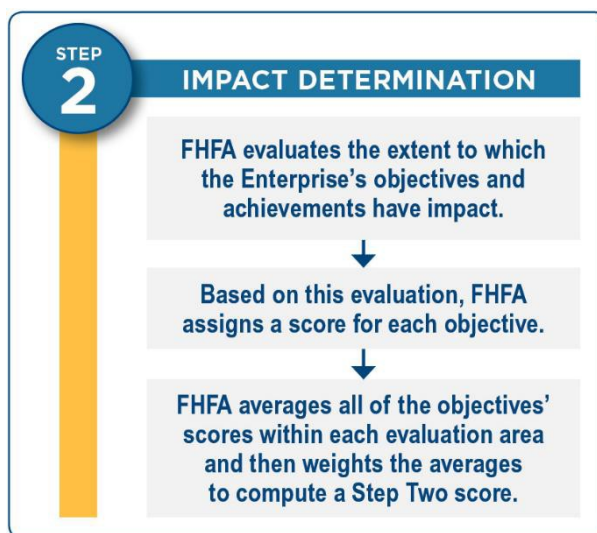 STEP
2
IMPACT DETERMINATION
FHFA evaluates the extent to which
the Enterprise's objectives and
achievements have impact.
Based on this evaluation, FHFA
assigns a score for each objective.
FHFA averages all of the objectives'
scores within each evaluation area
and then weights the averages
to compute a Step Two score.